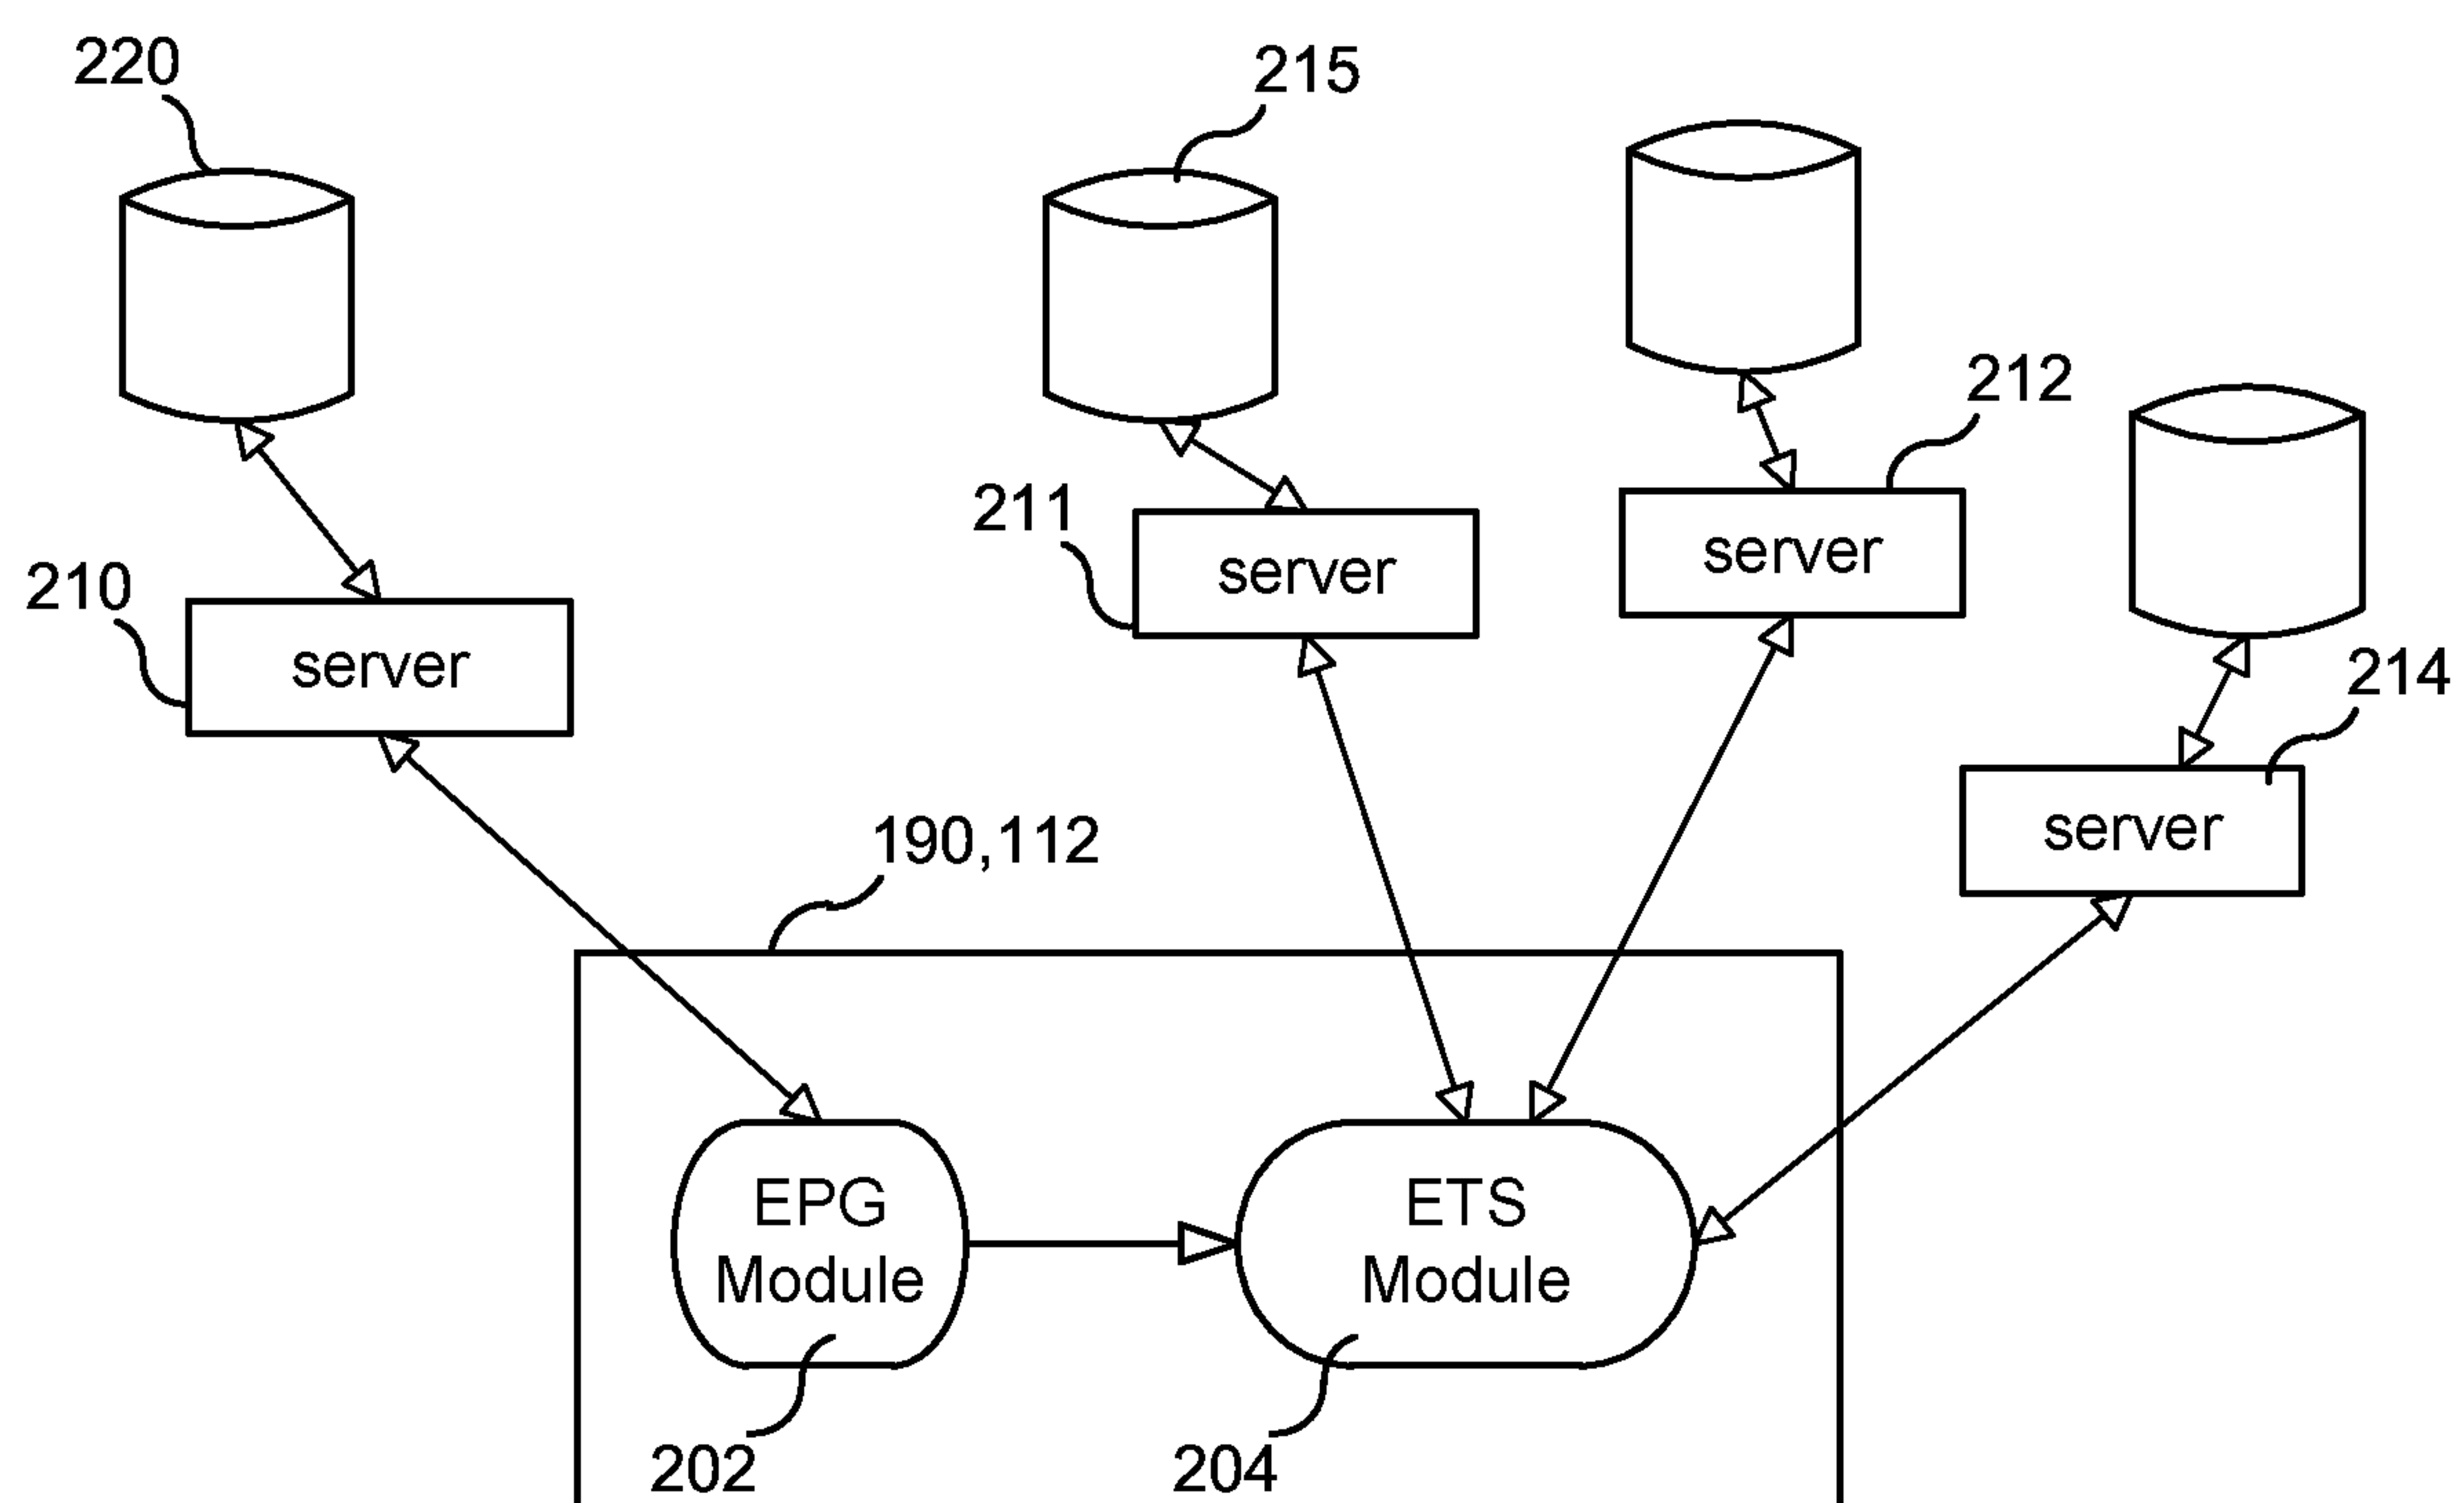 220
215
212
211
server
210
server
server
214
190,112
server
EPG
Module
ETS
Module
202
204